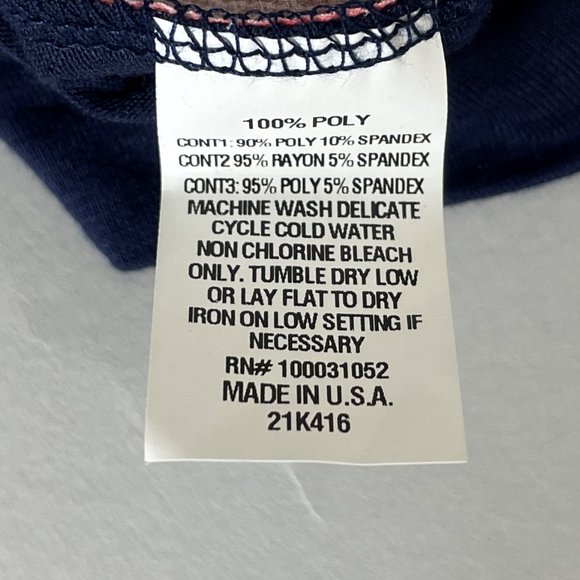 100% POLY
CONT1: 90% POLY 10% SPANDEX
CONT2 95% RAYON 5% SPANDEX
CONT3: 95% POLY 5% SPANDEX
MACHINE WASH DELICATE
CYCLE COLD WATER
NON CHLORINE BLEACH
ONLY. TUMBLE DRY LOW
OR LAY FLAT TO DRY
IRON ON LOW SETTING IF
NECESSARY
RN# 100031052
MADE IN U.S.A.
21K416